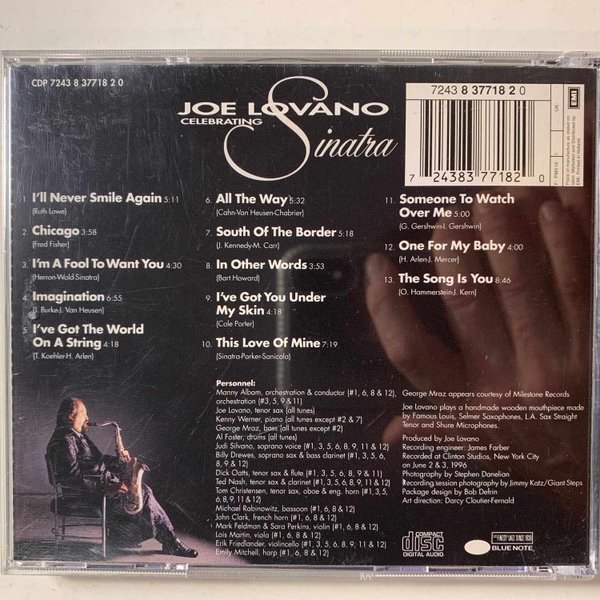 CDP 7243 8 37718 2 0
JOE LOVANO
CELEBRATING
Sinatra
7243 8 37718 2 0
7 24383 77182 0
UK:
EMI
1. I'll Never Smile Again 5:11
(Ruth Lowe)
2. Chicago 3:58
(Fred Fisher)
3. I'm A Fool To Want You 4:30
(Herron-Wold-Sinatra)
4. Imagination 6:55
(J. Burke-J. Van Heusen)
5. I've Got The World
On A String 4:18
(T. Koehler-H. Arlen)
6. All The Way 5:32
(Cahn-Van Heusen-Chabrier)
7. South Of The Border 5:18
(J. Kennedy-M. Carr)
8. In Other Words 3:53
(Bart Howard)
9. I've Got You Under
My Skin 4:18
(Cole Porter)
10. This Love Of Mine 7:19
(Sinatra-Parker-Sanicola)
11. Someone To Watch
Over Me 5:00
(G. Gershwin-I. Gershwin)
12. One For My Baby 4:00
(H. Arlen-J. Mercer)
13. The Song Is You 8:46
(O. Hammerstein-J. Kern)
Personnel:
Manny Albam, orchestration & conductor (#1, 6, 8 & 12),
orchestration (#3, 5, 9 & 11)
Joe Lovano, tenor sax (all tunes)
Kenny Werner, piano (all tunes except #2 & 7)
George Mraz, bass (all tunes except #2)
Al Foster, drums (all tunes)
Judi Silvano, soprano voice (#1, 3, 5, 6, 8, 9, 11 & 12)
Billy Drewes, soprano sax & bass clarinet (#1, 3, 5, 6,
8, 9 & 12)
Dick Oatts, tenor sax & flute (#1, 3, 5, 6, 8, 9, 11 & 12)
Ted Nash, tenor sax & clarinet (#1, 3, 5, 6, 8, 9, 11 & 12)
Tom Christensen, tenor sax, oboe & eng. horn (#1, 3, 5,
6, 8, 9, 11 & 12)
Michael Rabinowitz, bassoon (#1, 6, 8 & 12)
John Clark, french horn (#1, 6, 8 & 12)
Mark Feldman & Sara Perkins, violin (#1, 6, 8 & 12)
Lois Martin, viola (#1, 6, 8 & 12)
Erik Friedlander, violincello (#1, 3, 5, 6, 8, 9, 11 & 12)
Emily Mitchell, harp (#1, 6, 8 & 12)
George Mraz appears courtesy of Milestone Records
Joe Lovano plays a handmade wooden mouthpiece made
by Francois Louis, Selmer Saxophones, L.A. Sax Straight
Tenor and Shure Microphones.
Produced by Joe Lovano
Recording engineer: James Farber
Recorded at Clinton Studios, New York City
on June 2 & 3, 1996
Photography by Stephen Danelian
Recording session photography by Jimmy Katz/Giant Steps
Package design by Bob Defrin
Art direction: Darcy Cloutier-Fernald
COMPACT
disc
DIGITAL AUDIO
THE FINEST IN JAZZ SINCE 1939
BLUE NOTE